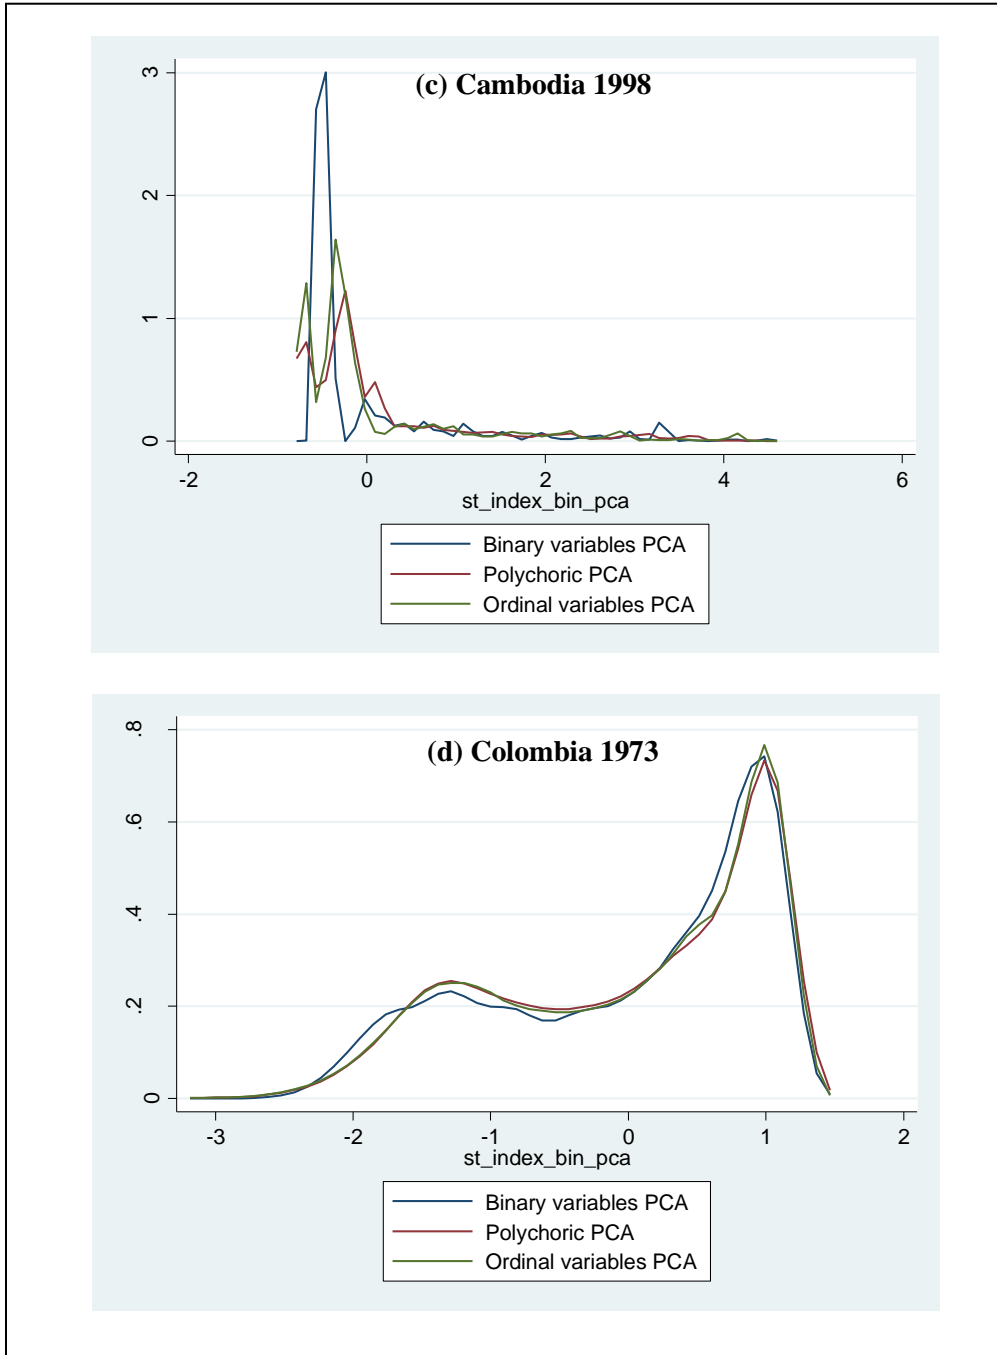 (c) Cambodia 1998
3
2
1
0
-2 0 2 4 6
st_index_bin_pca
Binary variables PCA
Polychoric PCA
Ordinal variables PCA
(d) Colombia 1973
.8
.6
.4
.2
0
-3 -2 -1 0 1 2
st_index_bin_pca
Binary variables PCA
Polychoric PCA
Ordinal variables PCA